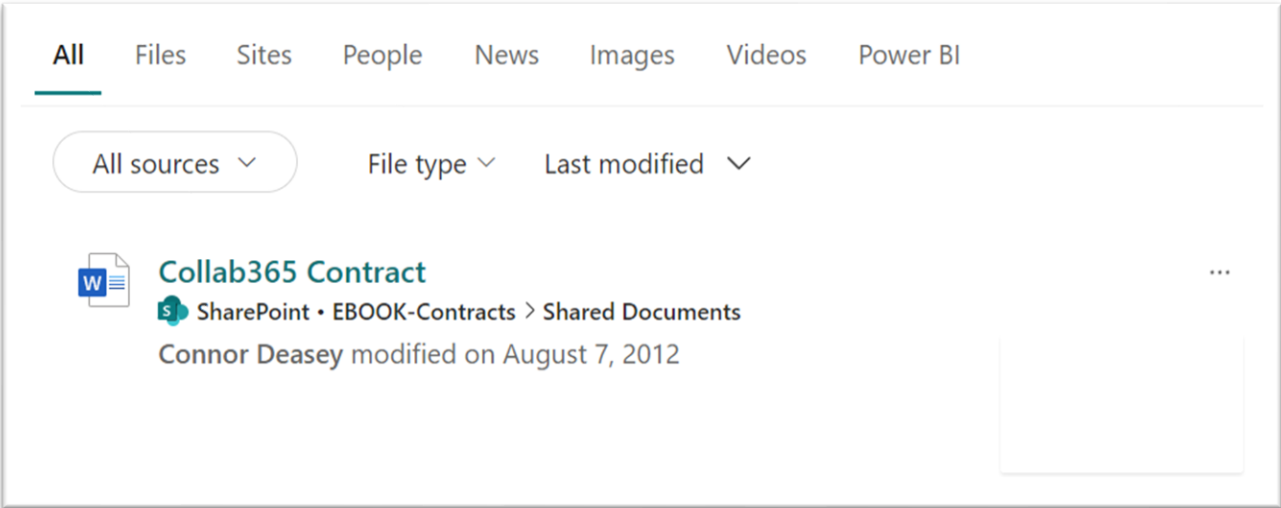 All Files Sites People News Images Videos Power BI
All sources File type Last modified
W Collab365 Contract ...
S SharePoint • EBOOK-Contracts > Shared Documents
Connor Deasey modified on August 7, 2012